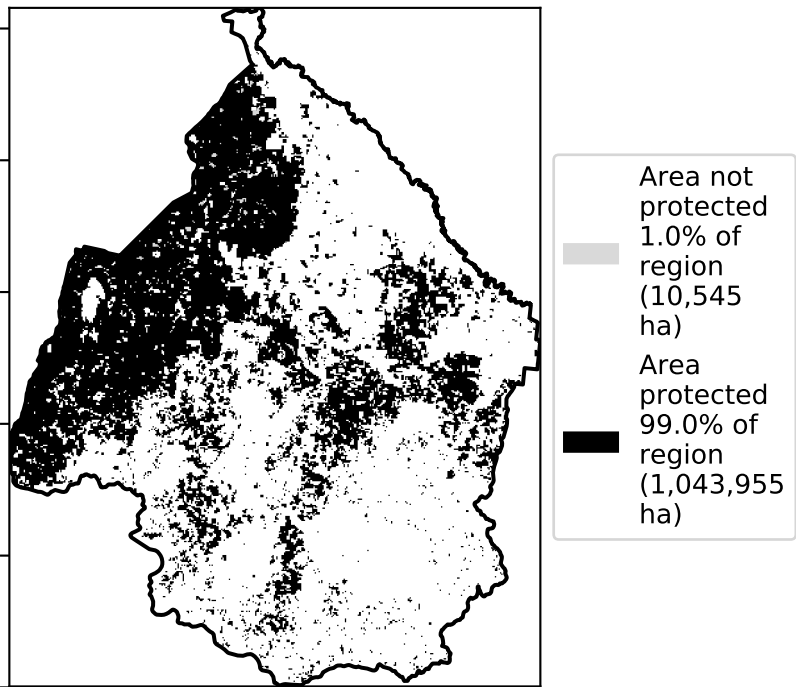 Area not
protected
1.0% of
region
(10,545
ha)
Area
protected
99.0% of
region
(1,043,955
ha)